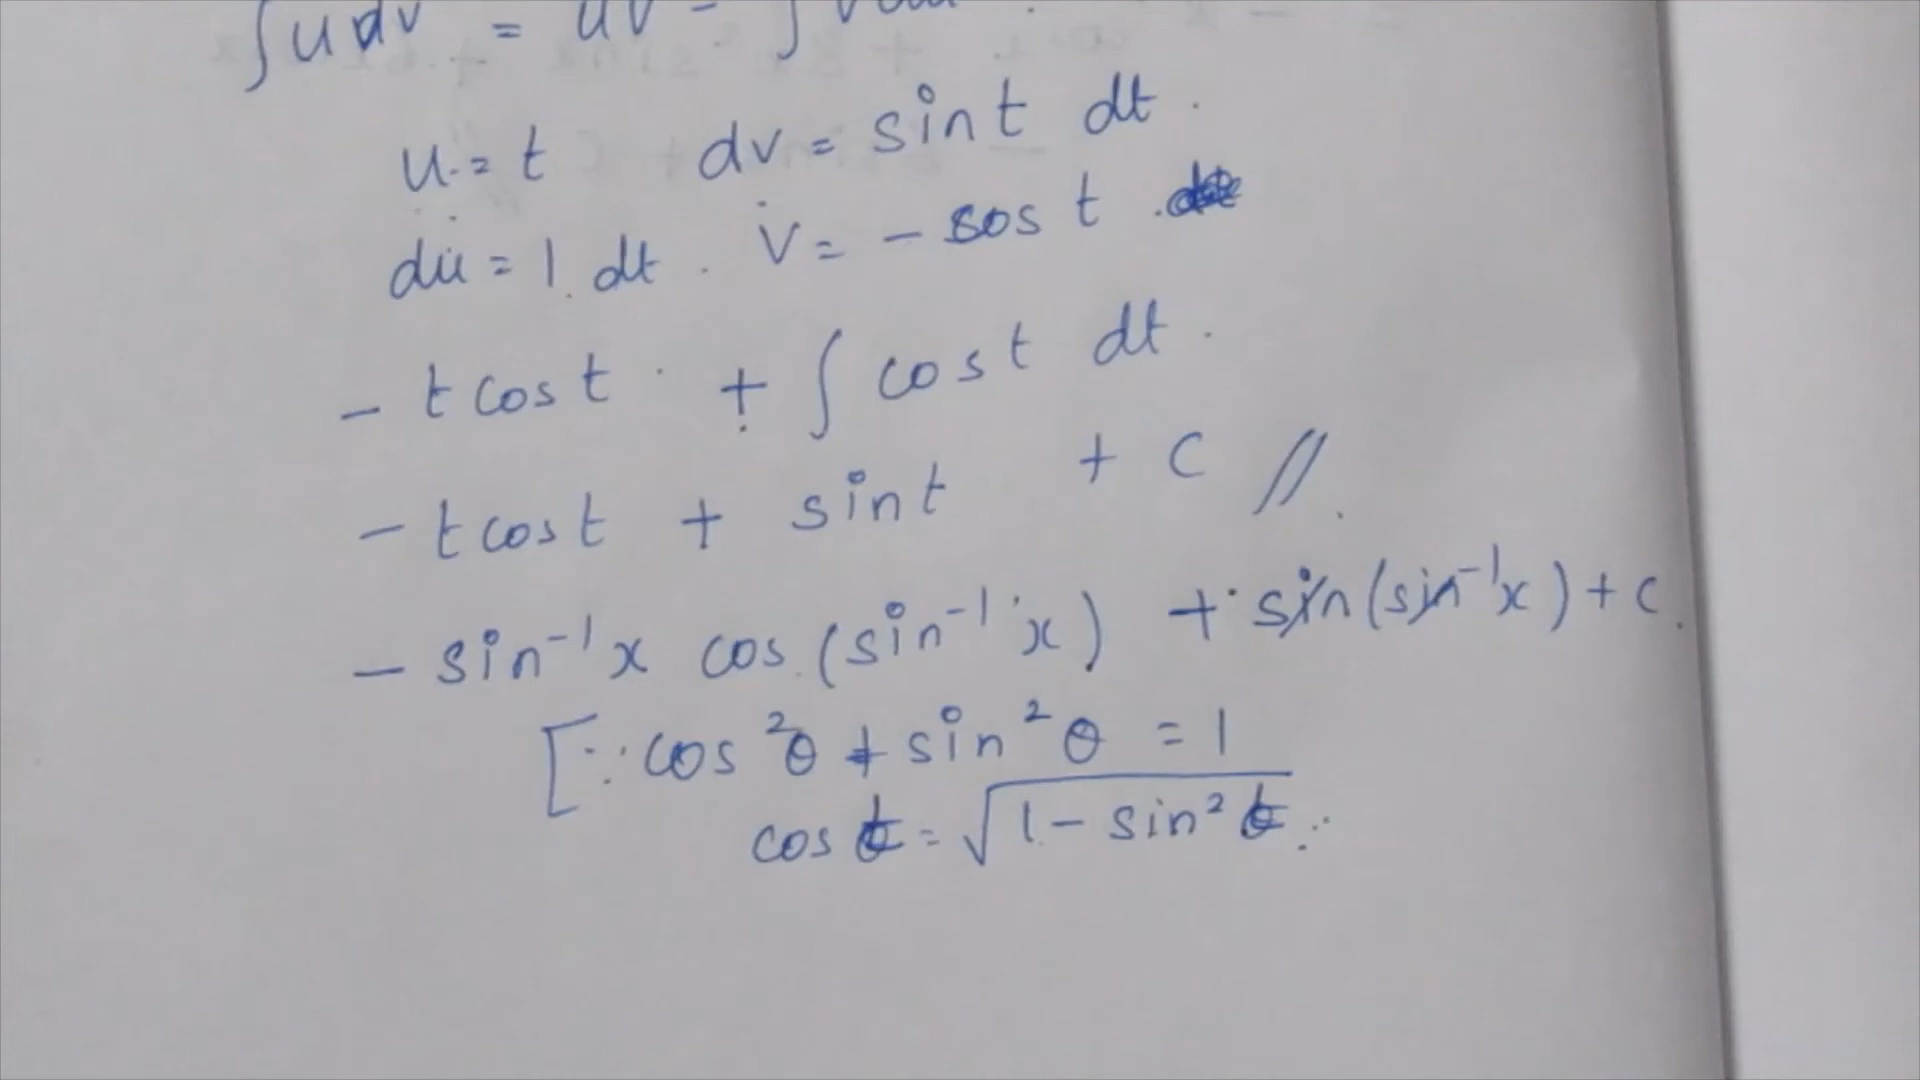 ∫u dv = uv - ∫v du
u = t dv = sin t dt.
du = 1. dt. v = - cos t.
- t cos t + ∫ cos t dt.
- t cos t + sin t + c //.
- sin⁻¹x cos (sin⁻¹x) + sin(sin⁻¹x) + c.
[∵ cos²θ + sin²θ = 1
cos t = √1 - sin² t.